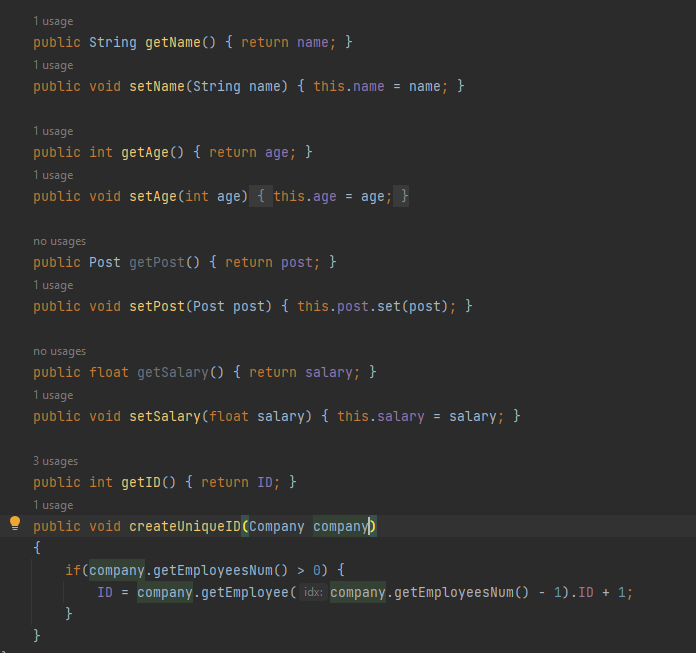 1 usage
public String getName() { return name; }
1 usage
public void setName(String name) { this.name = name; }
1 usage
public int getAge() { return age; }
1 usage
public void setAge(int age) { this.age = age; }
no usages
public Post getPost() { return post; }
1 usage
public void setPost(Post post) { this.post.set(post); }
no usages
public float getSalary() { return salary; }
1 usage
public void setSalary(float salary) { this.salary = salary; }
3 usages
public int getID() { return ID; }
1 usage
public void createUniqueID(Company company)
{
if(company.getEmployeesNum() > 0) {
ID = company.getEmployee( idx: company.getEmployeesNum() - 1).ID + 1;
}
}